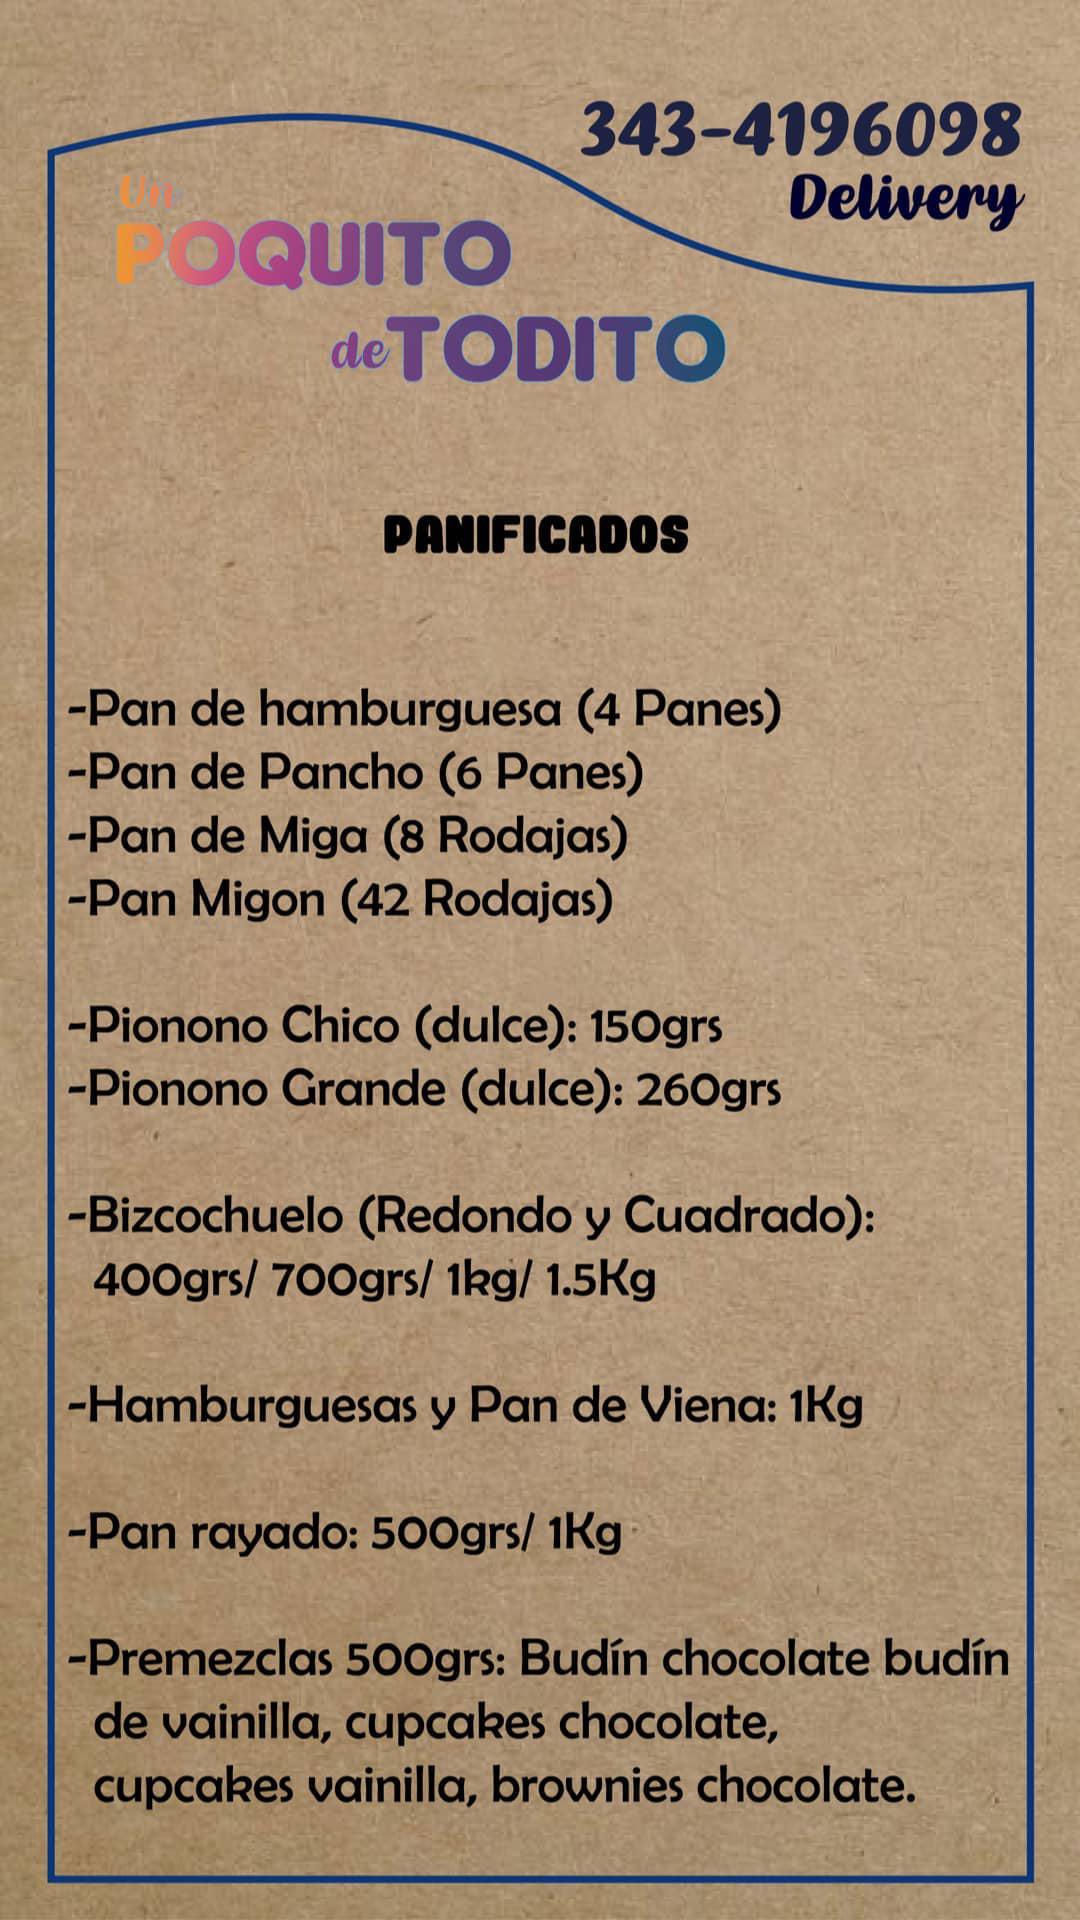 343-4196098
Delivery
Un
POQUITO
de TODITO
PANIFICADOS
-Pan de hamburguesa (4 Panes)
-Pan de Pancho (6 Panes)
-Pan de Miga (8 Rodajas)
-Pan Migon (42 Rodajas)
-Pionono Chico (dulce): 150grs
-Pionono Grande (dulce): 260grs
-Bizcochuelo (Redondo y Cuadrado):
400grs/ 700grs/ 1kg/ 1.5Kg
-Hamburguesas y Pan de Viena: 1Kg
-Pan rayado: 500grs/ 1Kg
-Premezclas 500grs: Budín chocolate budín
de vainilla, cupcakes chocolate,
cupcakes vainilla, brownies chocolate.